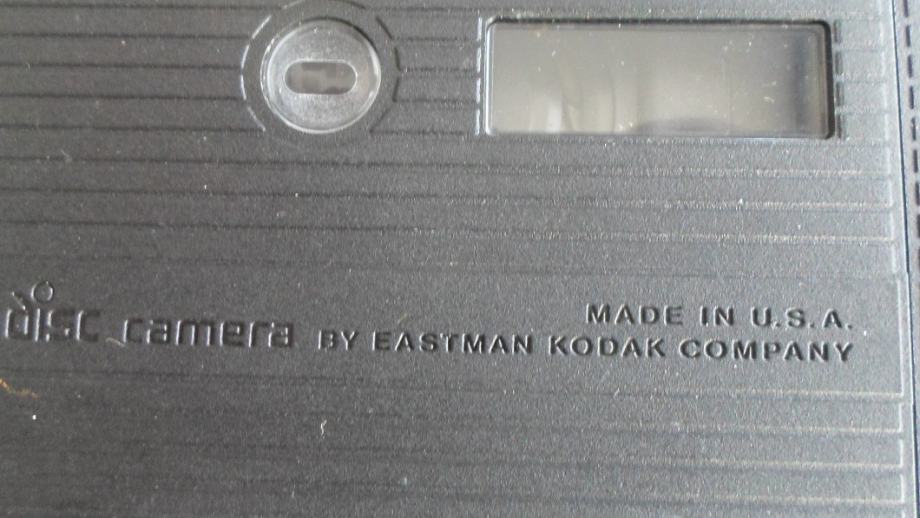 MADE IN U.S.A.
disc camera BY EASTMAN KODAK COMPANY